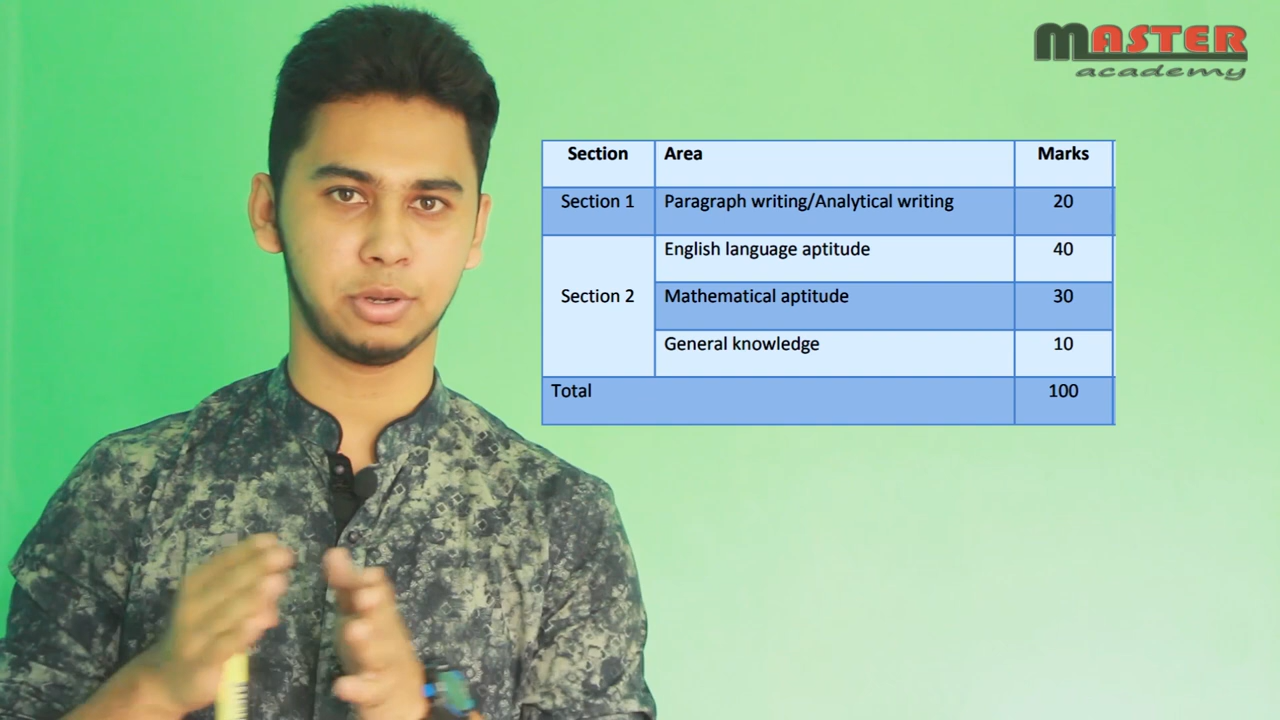 MASTER
academy
Section Area Marks
Section 1 Paragraph writing/Analytical writing 20
English language aptitude 40
Section 2 Mathematical aptitude 30
General knowledge 10
Total 100